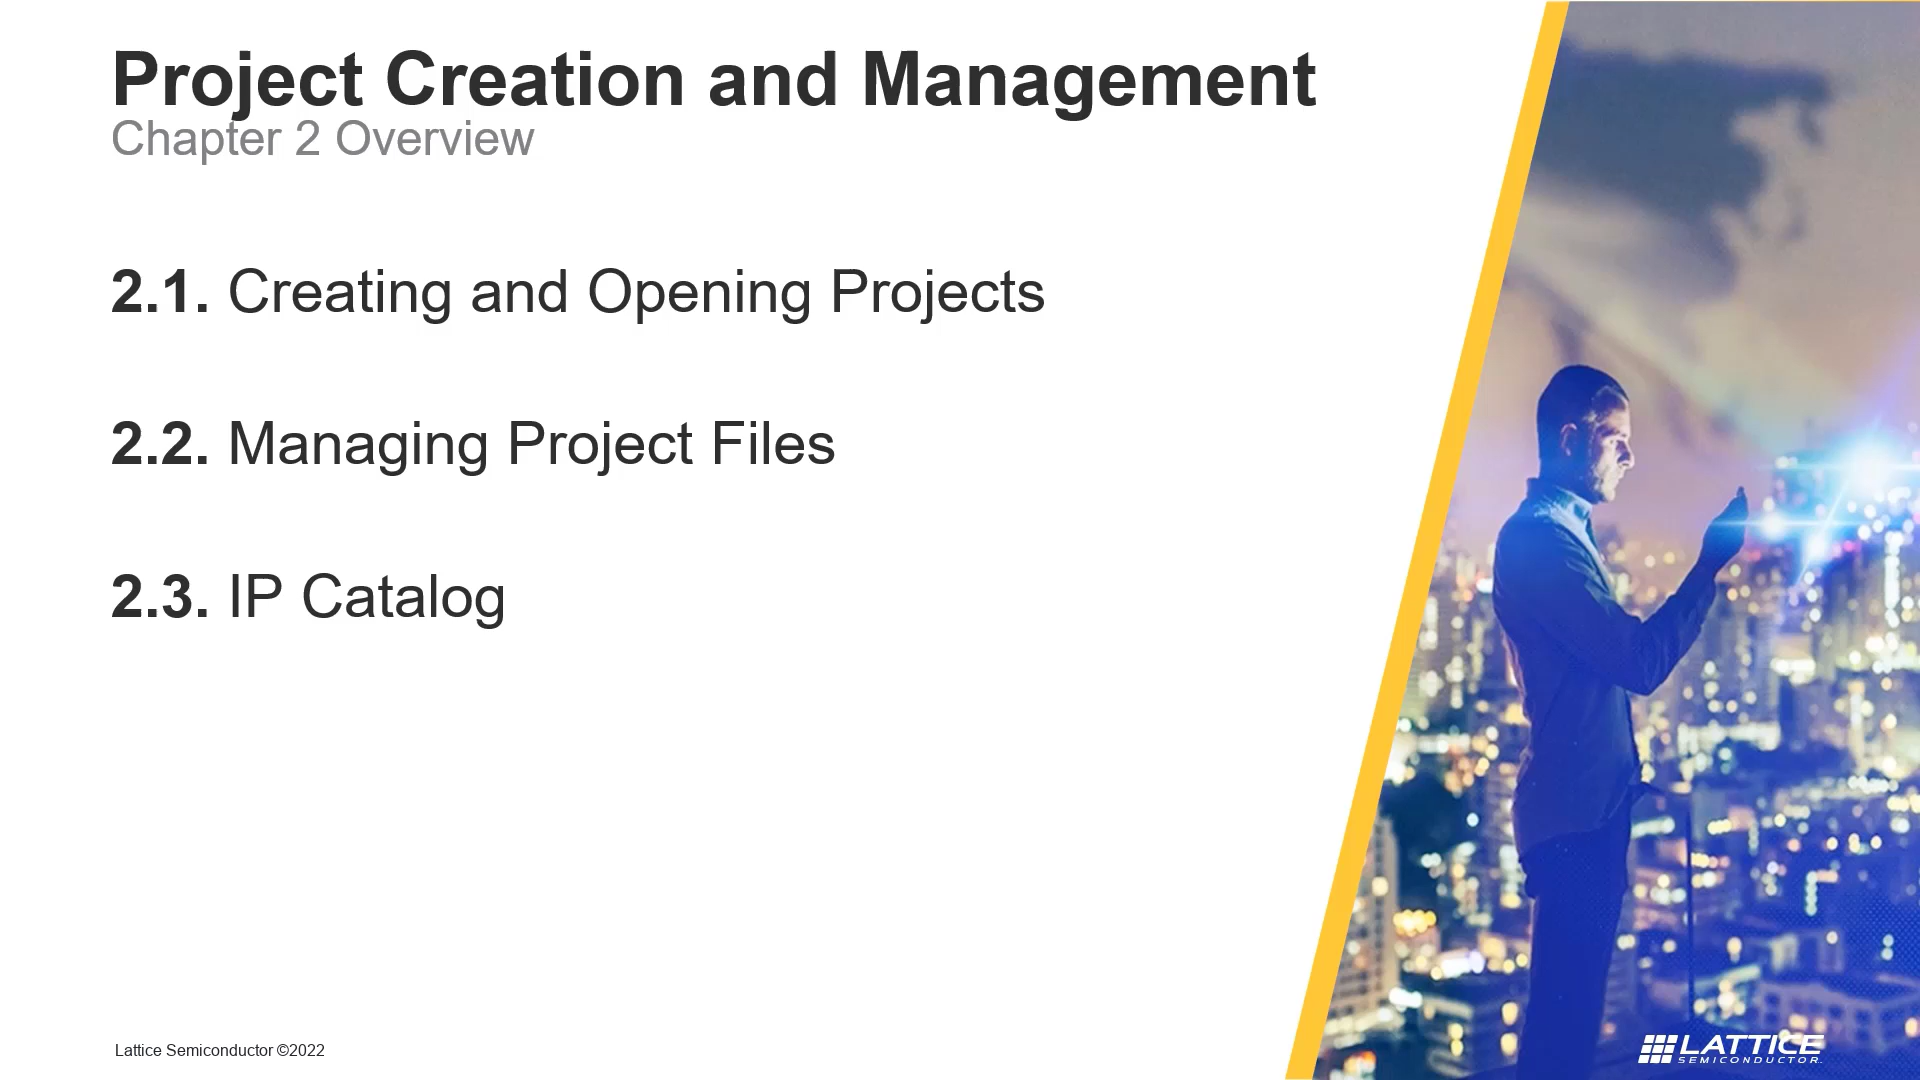 Project Creation and Management
Chapter 2 Overview
2.1. Creating and Opening Projects
2.2. Managing Project Files
2.3. IP Catalog
Lattice Semiconductor ©2022
LATTICE
SEMICONDUCTOR.